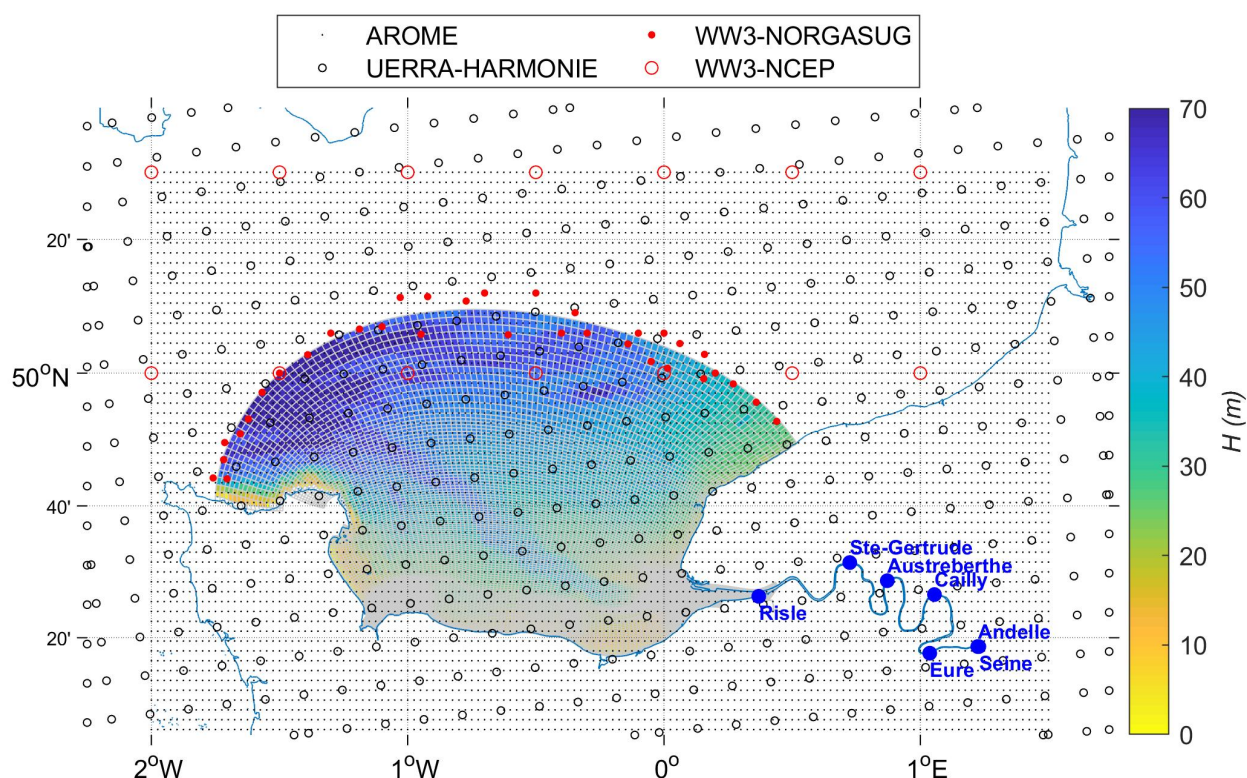 AROME
UERRA-HARMONIE
WW3-NORGASUG
WW3-NCEP
20'
50°N
40'
20'
2°W
1°W
0°
1°E
Ste-Gertrude
Austreberthe
Cailly
Risle
Andelle
Eure
Seine
70
60
50
40
30
20
10
0
H (m)